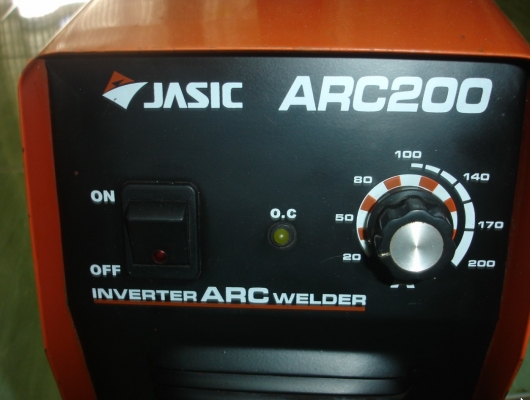 JASIC ARC200
ON
OFF
O.C
20
50
80
100
140
170
200
A
INVERTER ARC WELDER